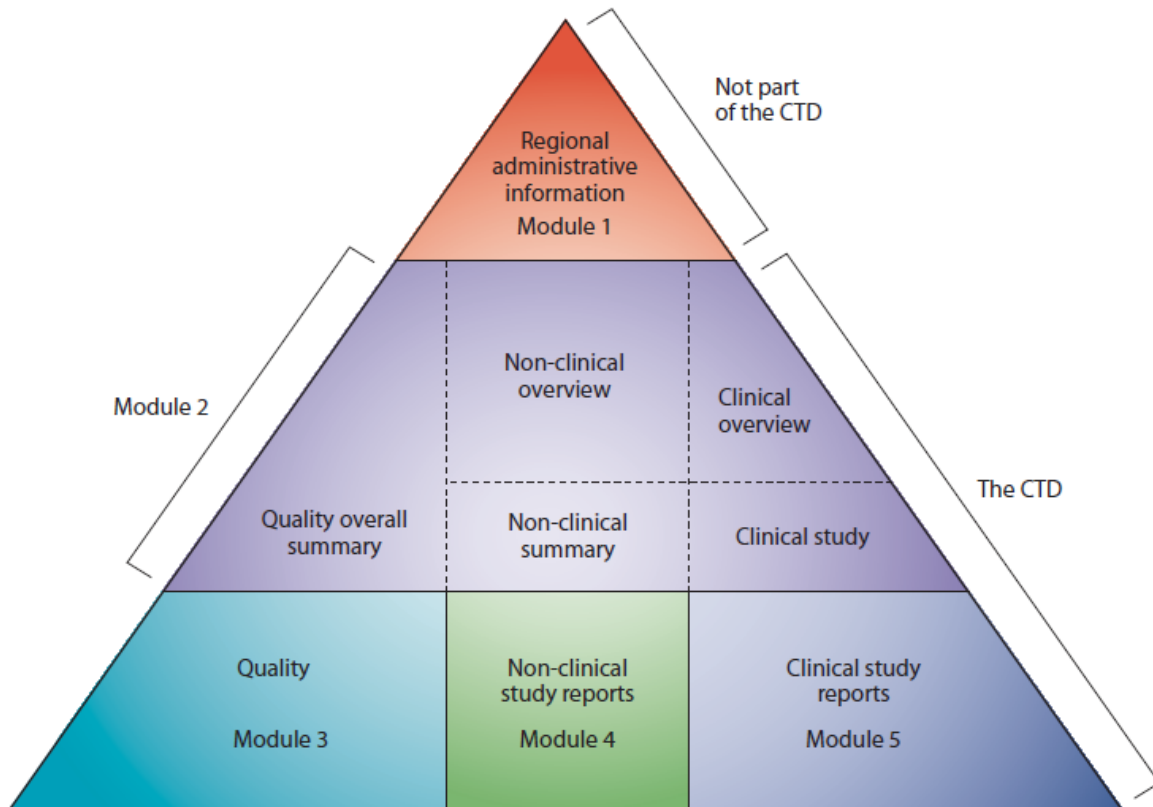 Not part
of the CTD
Regional
administrative
information
Module 1
Module 2
Non-clinical
overview
Clinical
overview
The CTD
Quality overall
summary
Non-clinical
summary
Clinical study
Quality
Module 3
Non-clinical
study reports
Module 4
Clinical study
reports
Module 5